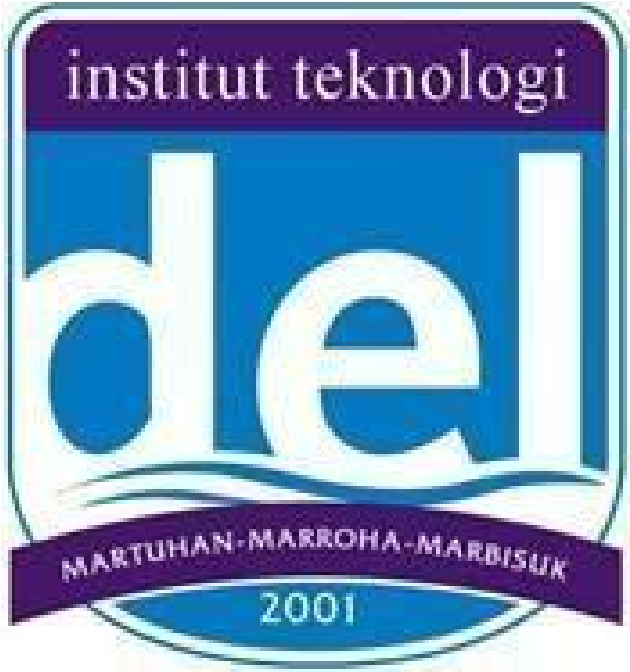 institut teknologi
del
MARTUHAN-MARROHA-MARBISUK
2001